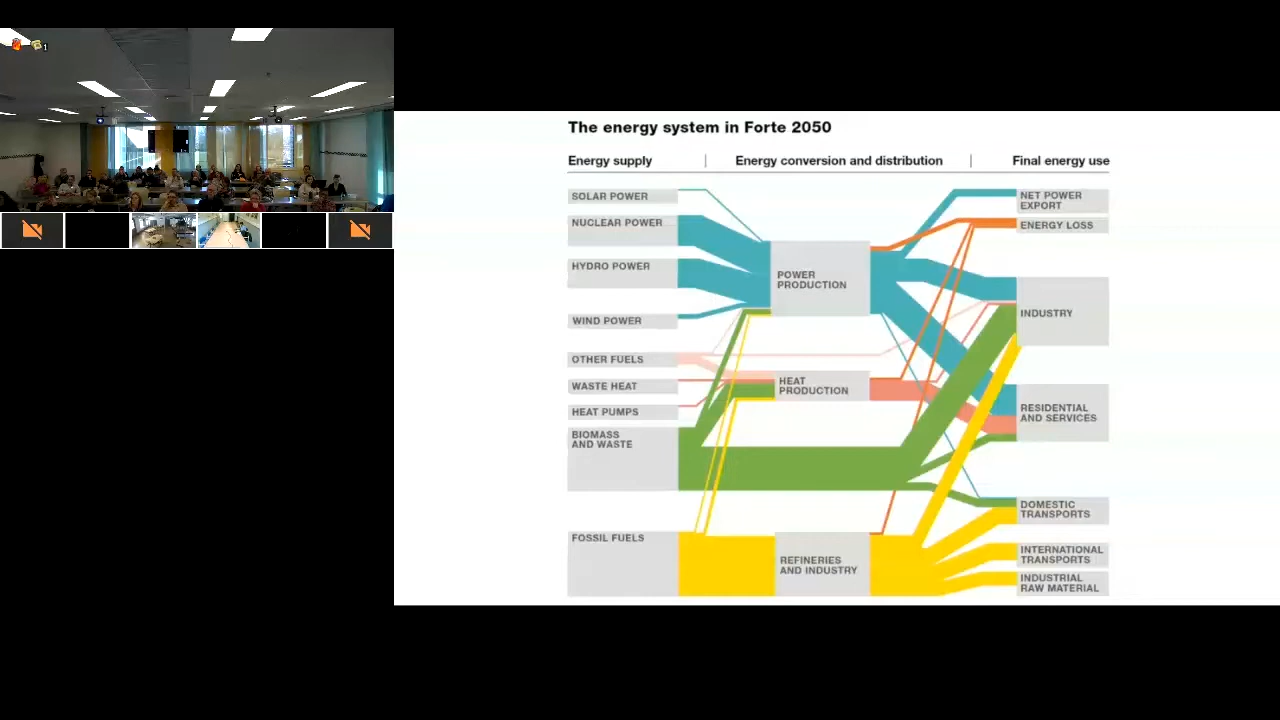 1
The energy system in Forte 2050
Energy supply
Energy conversion and distribution
Final energy use
SOLAR POWER
NUCLEAR POWER
HYDRO POWER
WIND POWER
OTHER FUELS
WASTE HEAT
HEAT PUMPS
BIOMASS
AND WASTE
FOSSIL FUELS
POWER
PRODUCTION
HEAT
PRODUCTION
REFINERIES
AND INDUSTRY
NET POWER
EXPORT
ENERGY LOSS
INDUSTRY
RESIDENTIAL
AND SERVICES
DOMESTIC
TRANSPORTS
INTERNATIONAL
TRANSPORTS
INDUSTRIAL
RAW MATERIAL